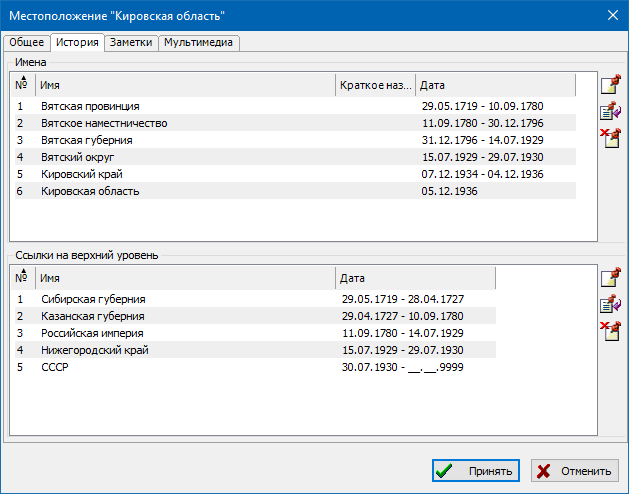 Местоположение "Кировская область"
Общее История Заметки Мультимедиа
Имена
№ Имя Краткое наз... Дата
1 Вятская провинция 29.05.1719 - 10.09.1780
2 Вятское наместничество 11.09.1780 - 30.12.1796
3 Вятская губерния 31.12.1796 - 14.07.1929
4 Вятский округ 15.07.1929 - 29.07.1930
5 Кировский край 07.12.1934 - 04.12.1936
6 Кировская область 05.12.1936
Ссылки на верхний уровень
№ Имя Дата
1 Сибирская губерния 29.05.1719 - 28.04.1727
2 Казанская губерния 29.04.1727 - 10.09.1780
3 Российская империя 11.09.1780 - 14.07.1929
4 Нижегородский край 15.07.1929 - 29.07.1930
5 СССР 30.07.1930 - __.__.9999
Принять Отменить